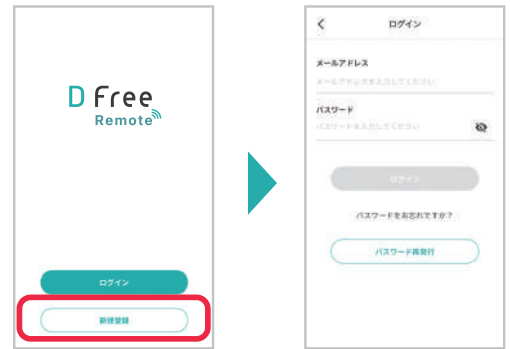 D Free
Remote
ログイン
新規登録
ログイン
メールアドレス
メールアドレスを入力してください
パスワード
パスワードを入力してください
ログイン
パスワードをお忘れですか？
パスワード再発行